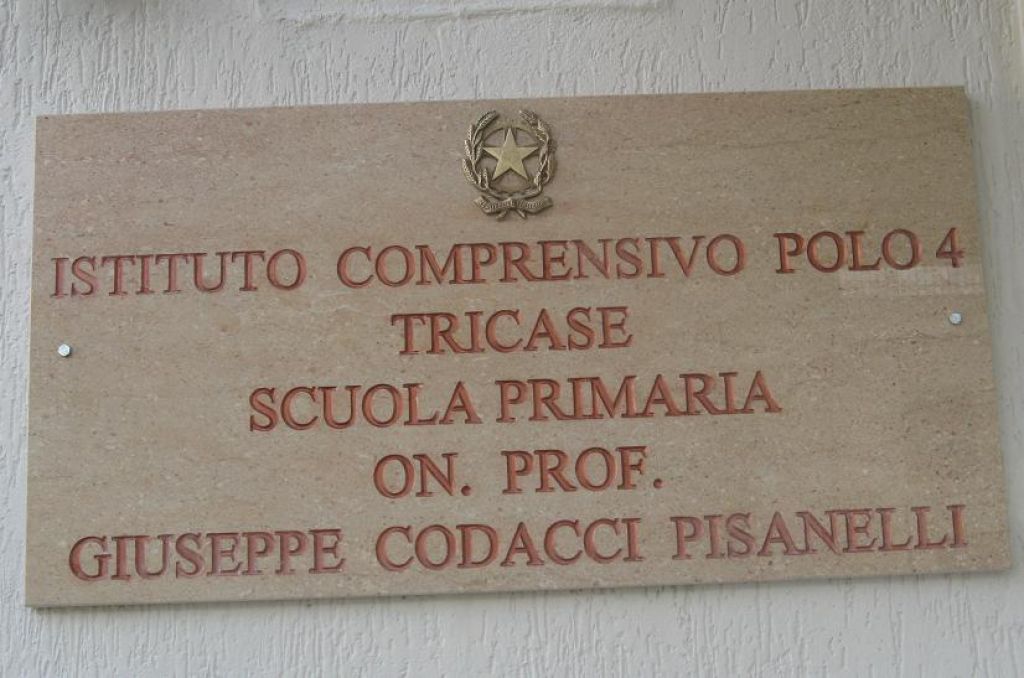 ISTITUTO COMPRENSIVO POLO 4
TRICASE
SCUOLA PRIMARIA
ON. PROF.
GIUSEPPE CODACCI PISANELLI